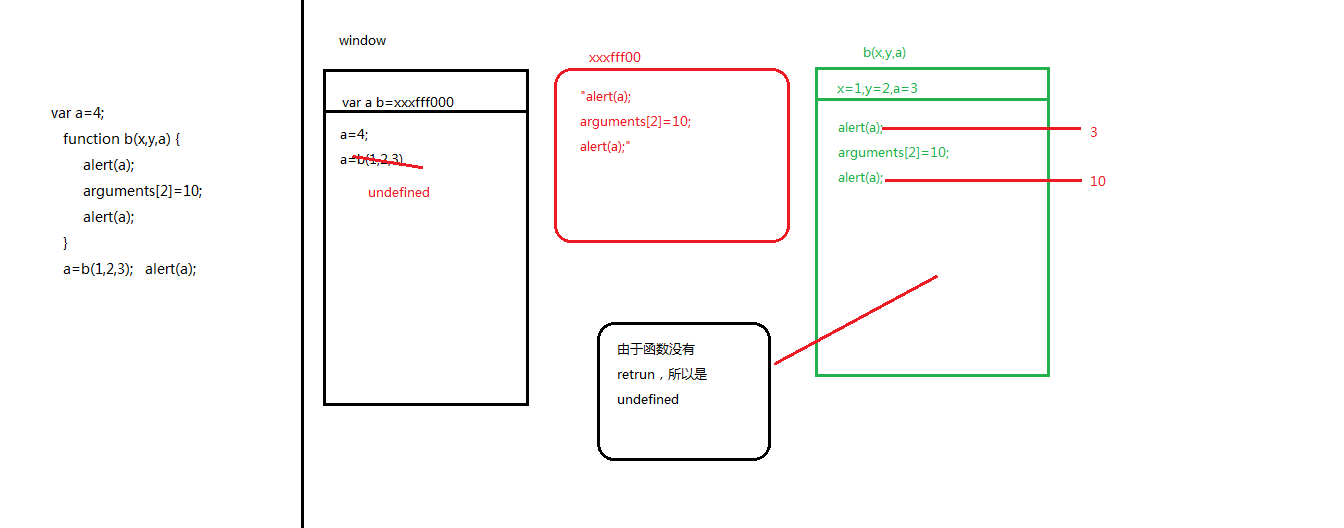 var a=4;
function b(x,y,a) {
alert(a);
arguments[2]=10;
alert(a);
}
a=b(1,2,3);   alert(a);
window
var a b=xxxfff000
a=4;
a=b(1,2,3)
undefined
xxxfff00
"alert(a);
arguments[2]=10;
alert(a);"
由于函数没有
retrun，所以是
undefined
b(x,y,a)
x=1,y=2,a=3
alert(a);
3
arguments[2]=10;
alert(a);
10